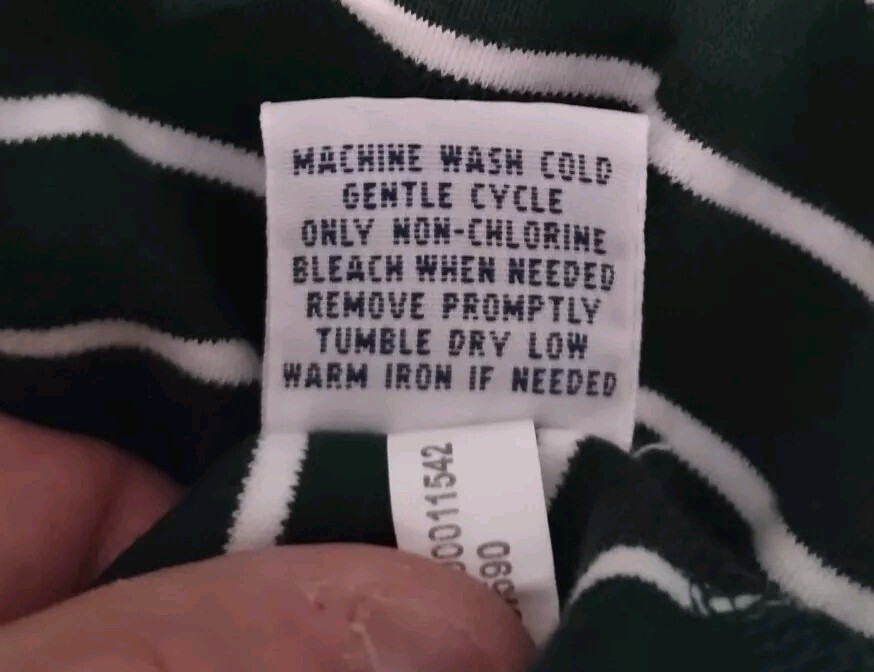 MACHINE WASH COLD
GENTLE CYCLE
ONLY NON-CHLORINE
BLEACH WHEN NEEDED
REMOVE PROMPTLY
TUMBLE DRY LOW
WARM IRON IF NEEDED